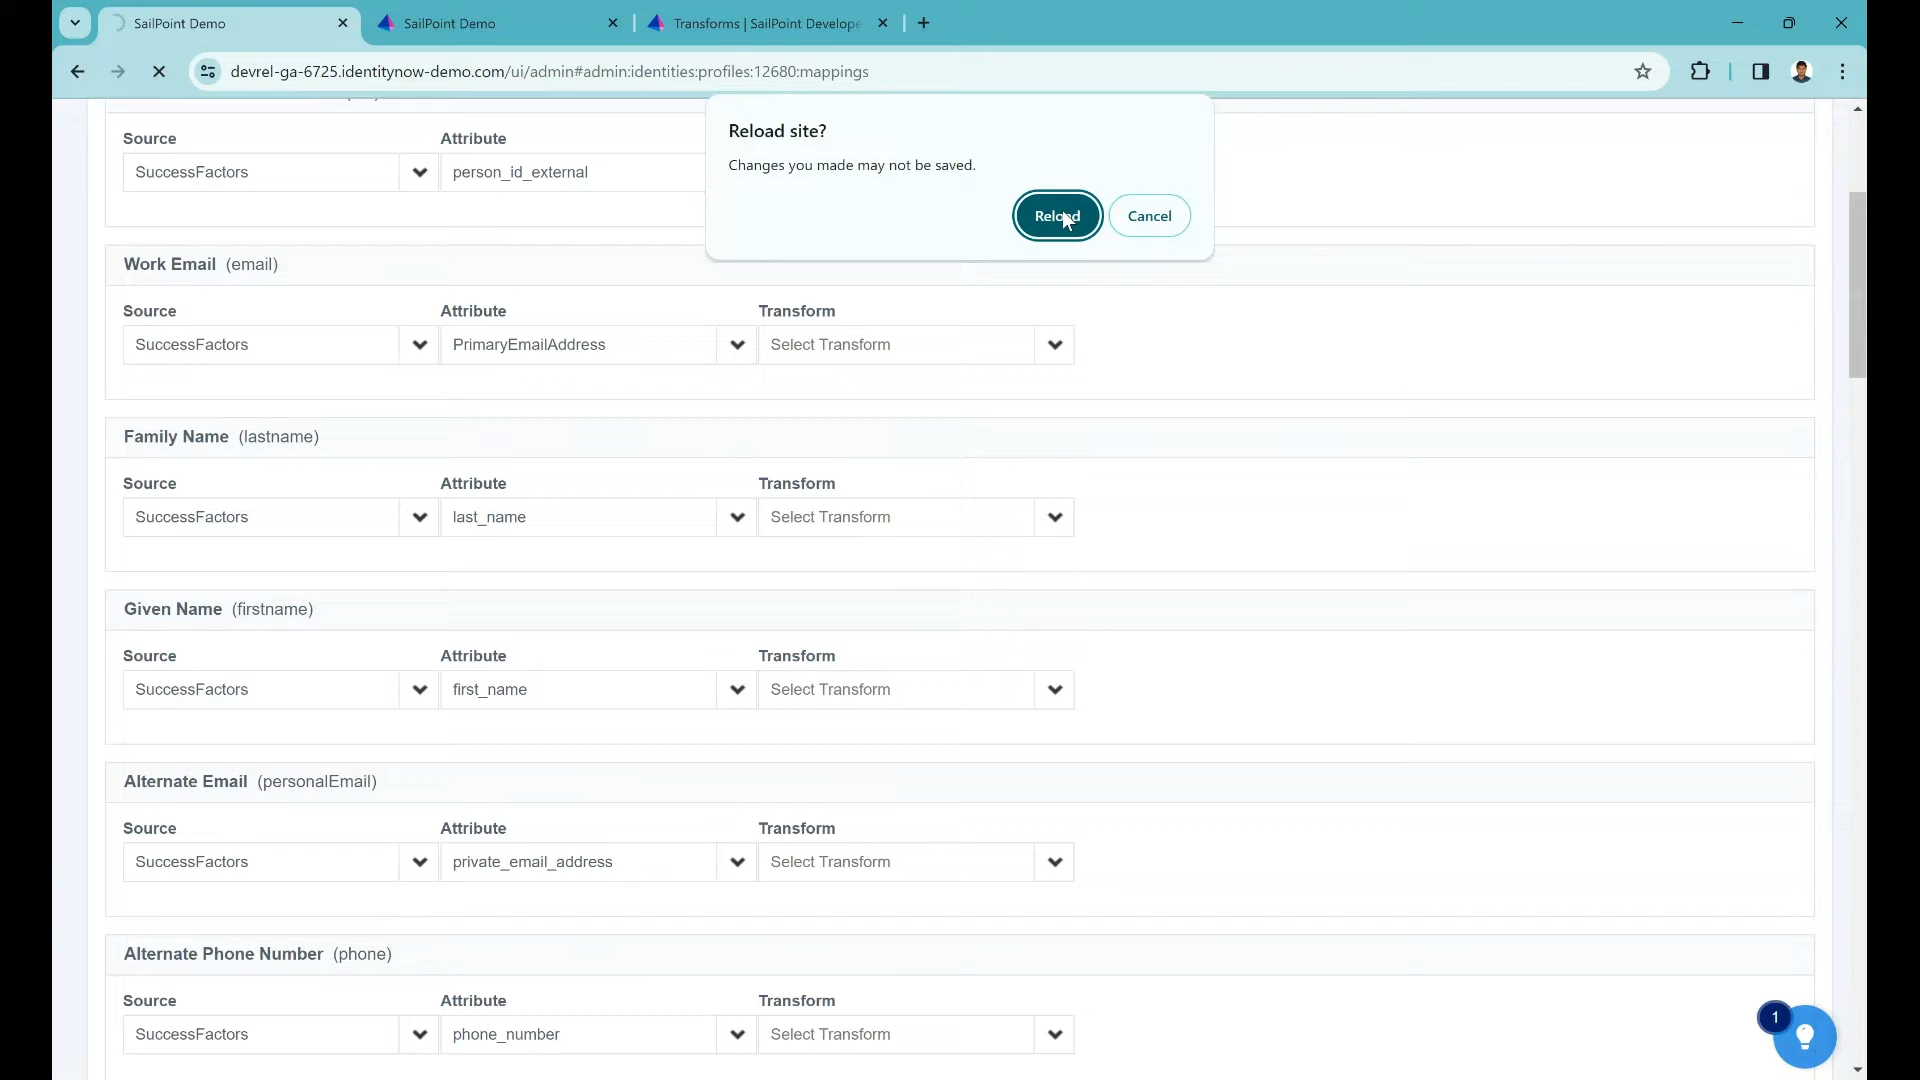 SailPoint Demo
SailPoint Demo
Transforms | SailPoint Develope
devrel-ga-6725.identitynow-demo.com/ui/admin#admin:identities:profiles:12680:mappings
Reload site?
Changes you made may not be saved.
Reload
Cancel
Source Attribute
SuccessFactors person_id_external
Work Email (email)
Source Attribute Transform
SuccessFactors PrimaryEmailAddress Select Transform
Family Name (lastname)
Source Attribute Transform
SuccessFactors last_name Select Transform
Given Name (firstname)
Source Attribute Transform
SuccessFactors first_name Select Transform
Alternate Email (personalEmail)
Source Attribute Transform
SuccessFactors private_email_address Select Transform
Alternate Phone Number (phone)
Source Attribute Transform
SuccessFactors phone_number Select Transform
1